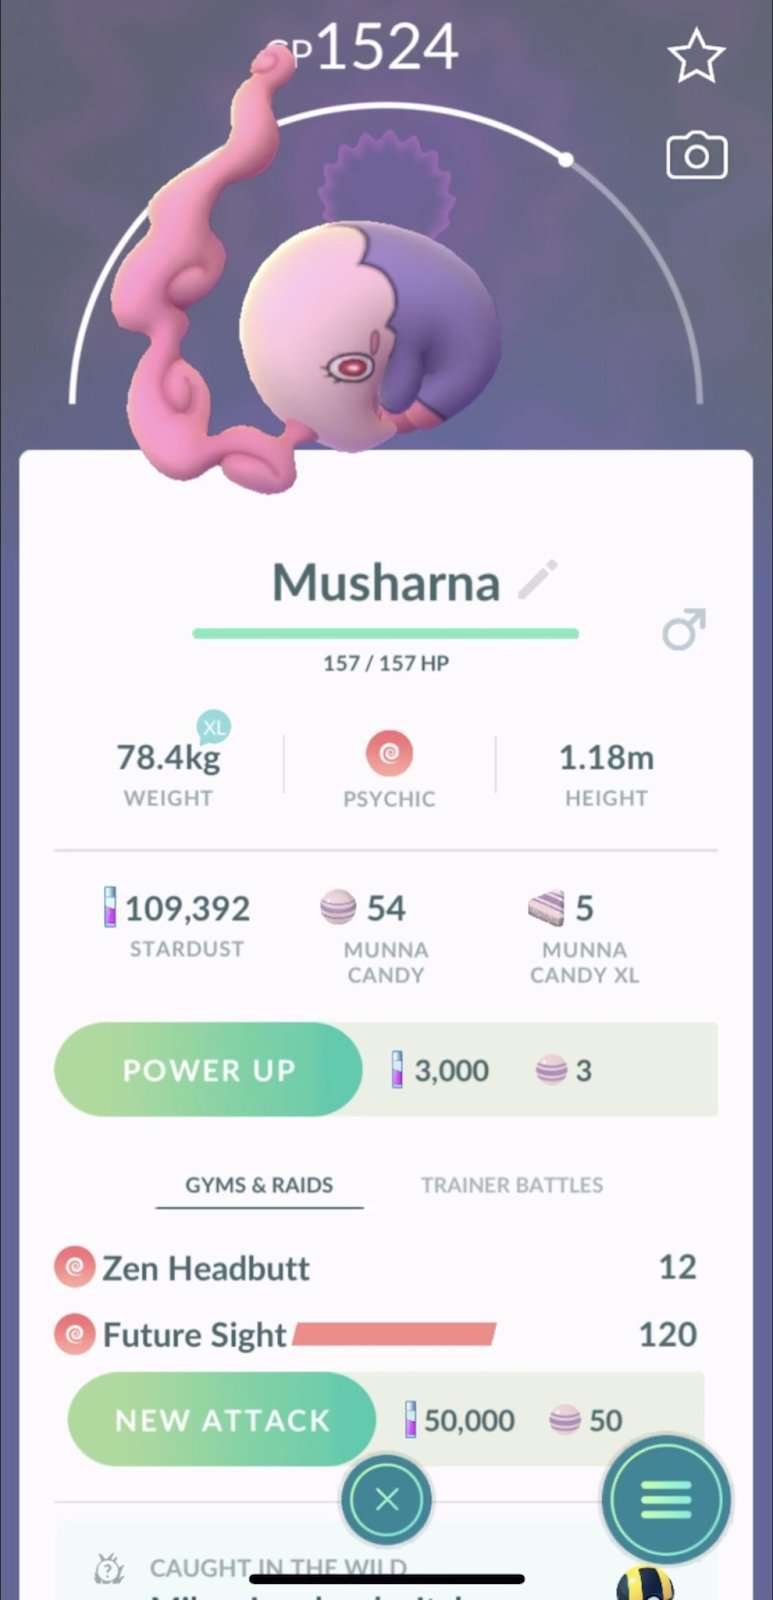 CP1524
Musharna
157 / 157 HP
XL
78.4kg
WEIGHT
PSYCHIC
1.18m
HEIGHT
109,392
STARDUST
54
MUNNA
CANDY
5
MUNNA
CANDY XL
POWER UP 3,000 3
GYMS & RAIDS TRAINER BATTLES
Zen Headbutt 12
Future Sight 120
NEW ATTACK 50,000 50
CAUGHT IN THE WILD